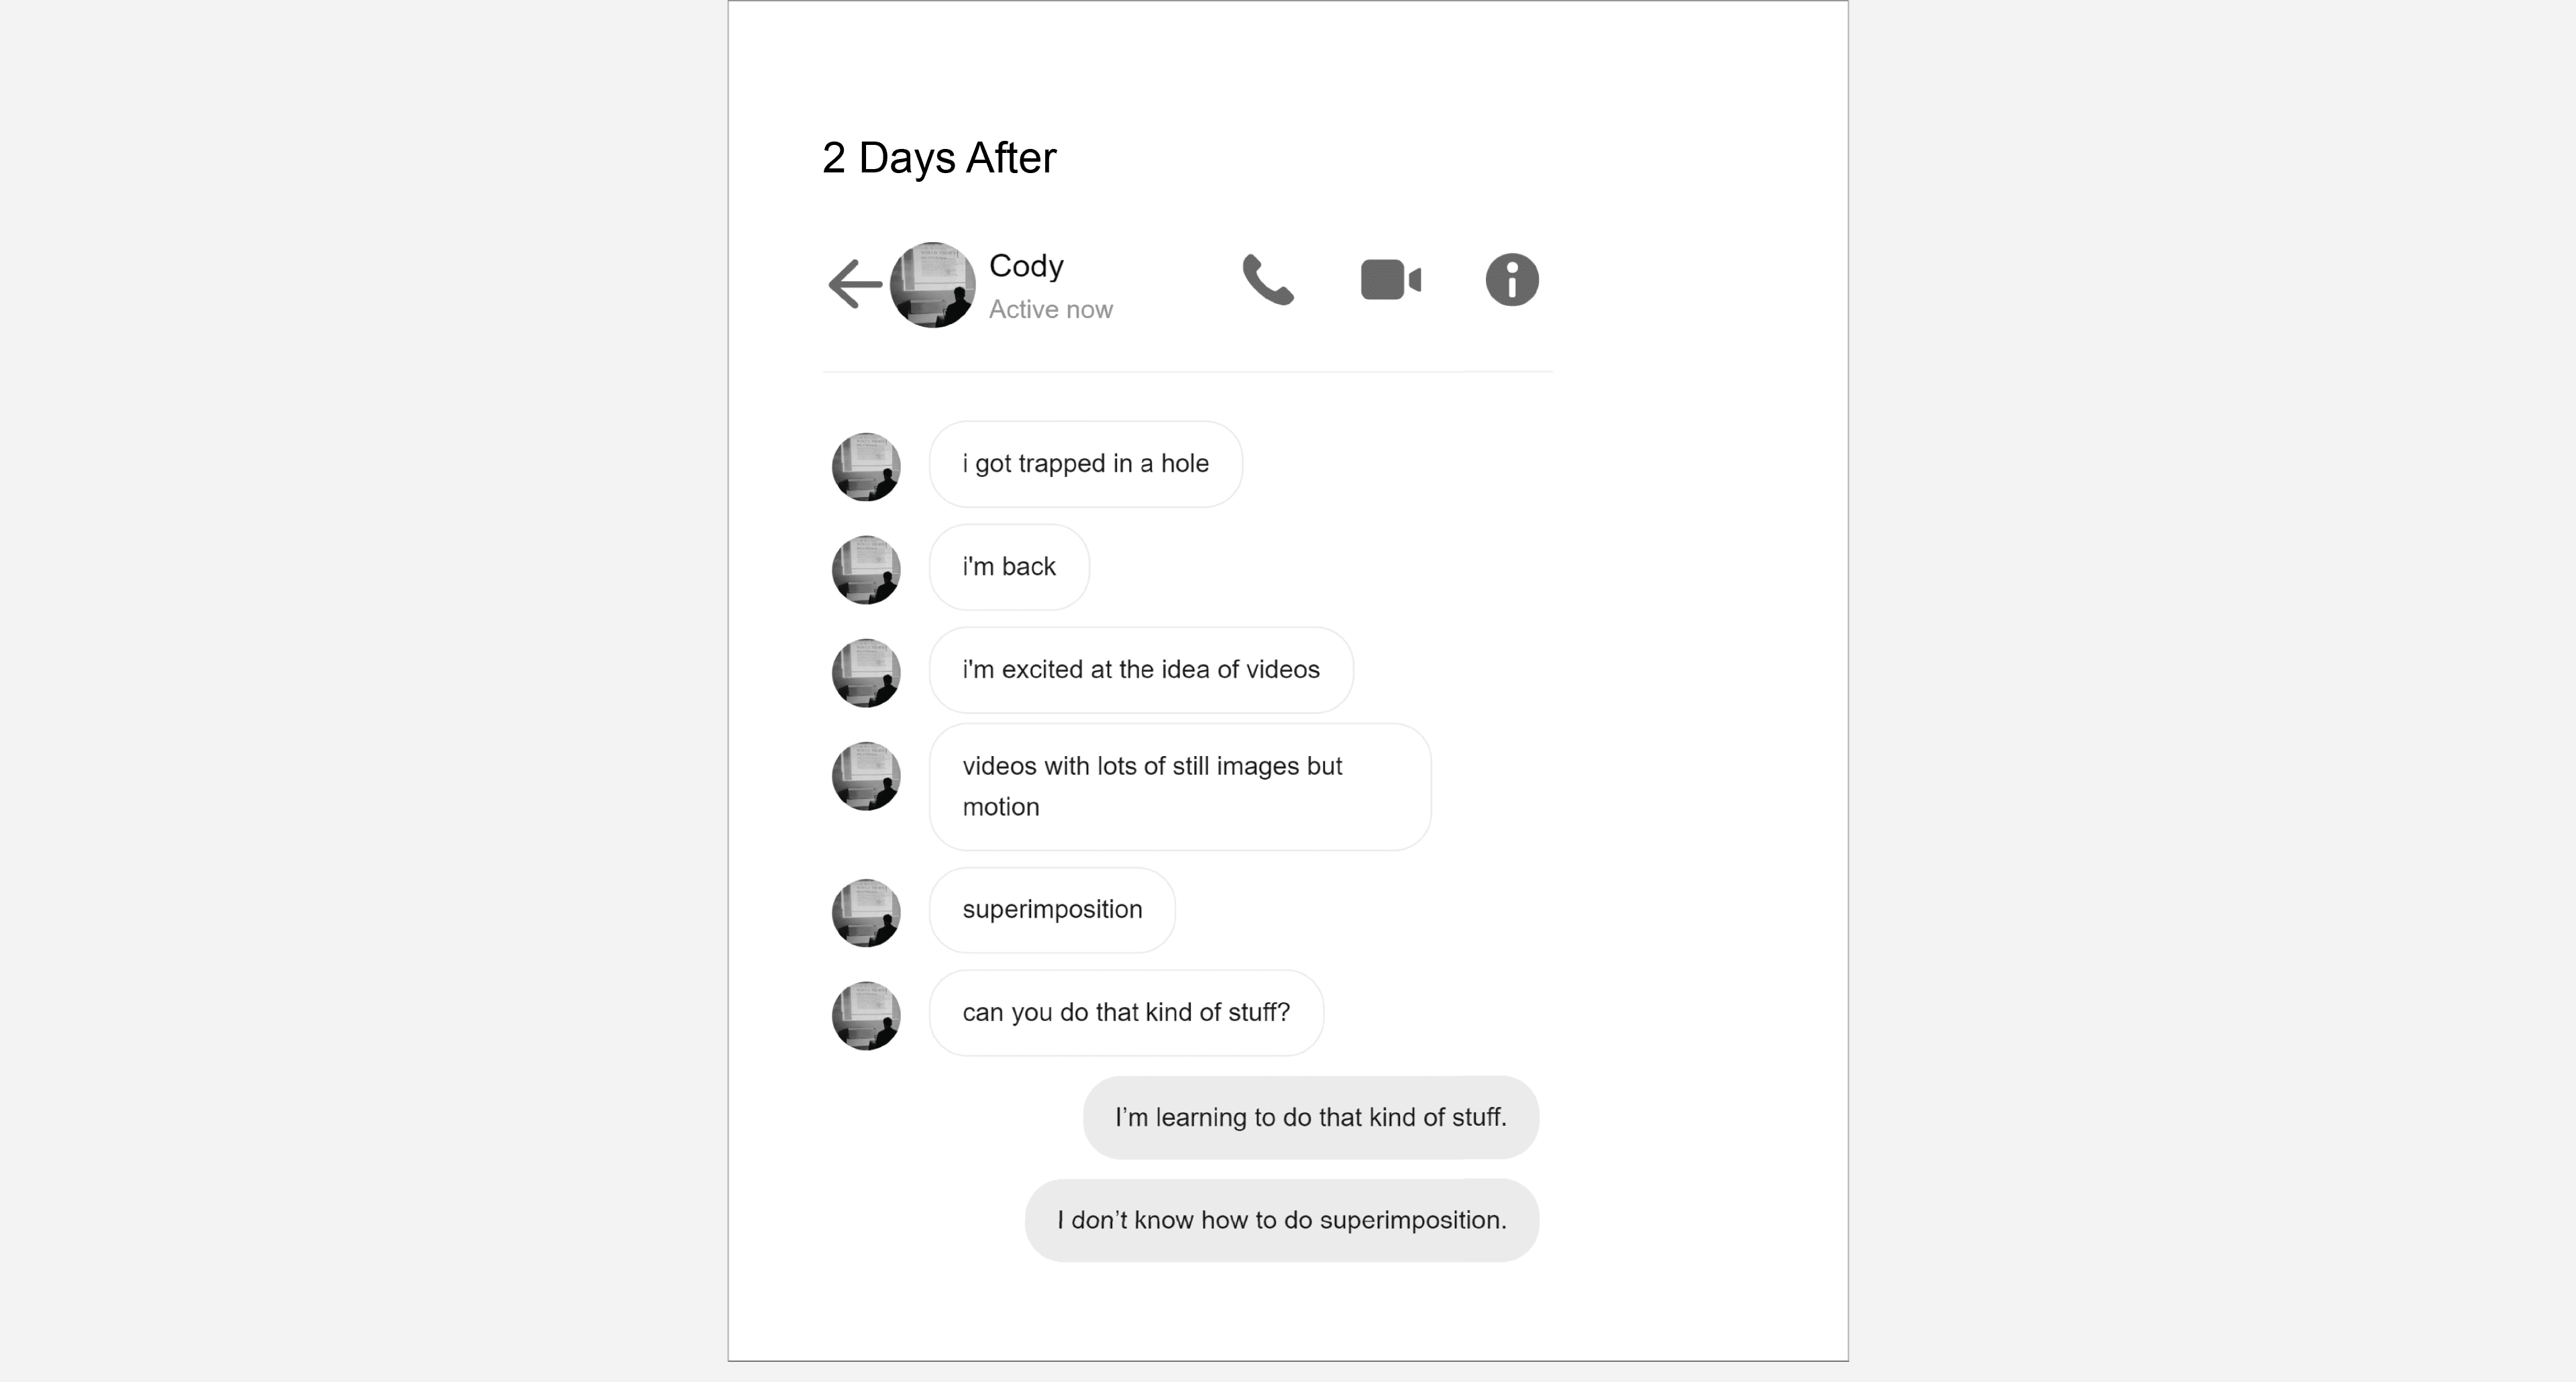 2 Days After
Cody
Active now
i got trapped in a hole
i'm back
i'm excited at the idea of videos
videos with lots of still images but
motion
superimposition
can you do that kind of stuff?
I’m learning to do that kind of stuff.
I don’t know how to do superimposition.